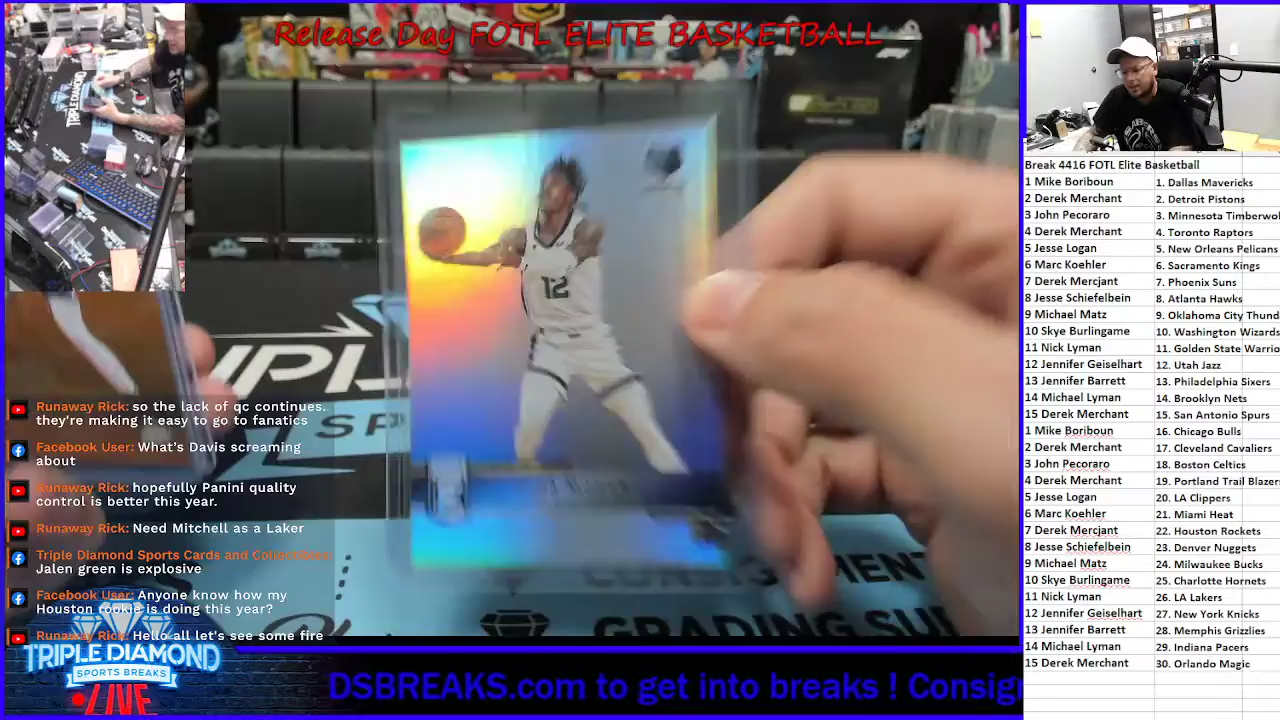 Release Day FOTL ELITE BASKETBALL
12
Runaway Rick: so the lack of qc continues.
they're making it easy to go to fanatics
Facebook User: What's Davis screaming
about
Runaway Rick: hopefully Panini quality
control is better this year.
Runaway Rick: Need Mitchell as a Laker
Triple Diamond Sports Cards and Collectibles:
Jalen green is explosive
Facebook User: Anyone know how my
Houston rookie is doing this year?
Runaway Rick: Hello all let's see some fire
TRIPLE DIAMOND
SPORTS BREAKS
LIVE
CONSIGNMENT
GRADING SU
DSBREAKS.com to get into breaks ! Consig
Break 4416 FOTL Elite Basketball
1 Mike Boriboun 1. Dallas Mavericks
2 Derek Merchant 2. Detroit Pistons
3 John Pecoraro 3. Minnesota Timberwol
4 Derek Merchant 4. Toronto Raptors
5 Jesse Logan 5. New Orleans Pelicans
6 Marc Koehler 6. Sacramento Kings
7 Derek Mercjant 7. Phoenix Suns
8 Jesse Schiefelbein 8. Atlanta Hawks
9 Michael Matz 9. Oklahoma City Thund
10 Skye Burlingame 10. Washington Wizards
11 Nick Lyman 11. Golden State Warrio
12 Jennifer Geiselhart 12. Utah Jazz
13 Jennifer Barrett 13. Philadelphia Sixers
14 Michael Lyman 14. Brooklyn Nets
15 Derek Merchant 15. San Antonio Spurs
1 Mike Boriboun 16. Chicago Bulls
2 Derek Merchant 17. Cleveland Cavaliers
3 John Pecoraro 18. Boston Celtics
4 Derek Merchant 19. Portland Trail Blazers
5 Jesse Logan 20. LA Clippers
6 Marc Koehler 21. Miami Heat
7 Derek Mercjant 22. Houston Rockets
8 Jesse Schiefelbein 23. Denver Nuggets
9 Michael Matz 24. Milwaukee Bucks
10 Skye Burlingame 25. Charlotte Hornets
11 Nick Lyman 26. LA Lakers
12 Jennifer Geiselhart 27. New York Knicks
13 Jennifer Barrett 28. Memphis Grizzlies
14 Michael Lyman 29. Indiana Pacers
15 Derek Merchant 30. Orlando Magic